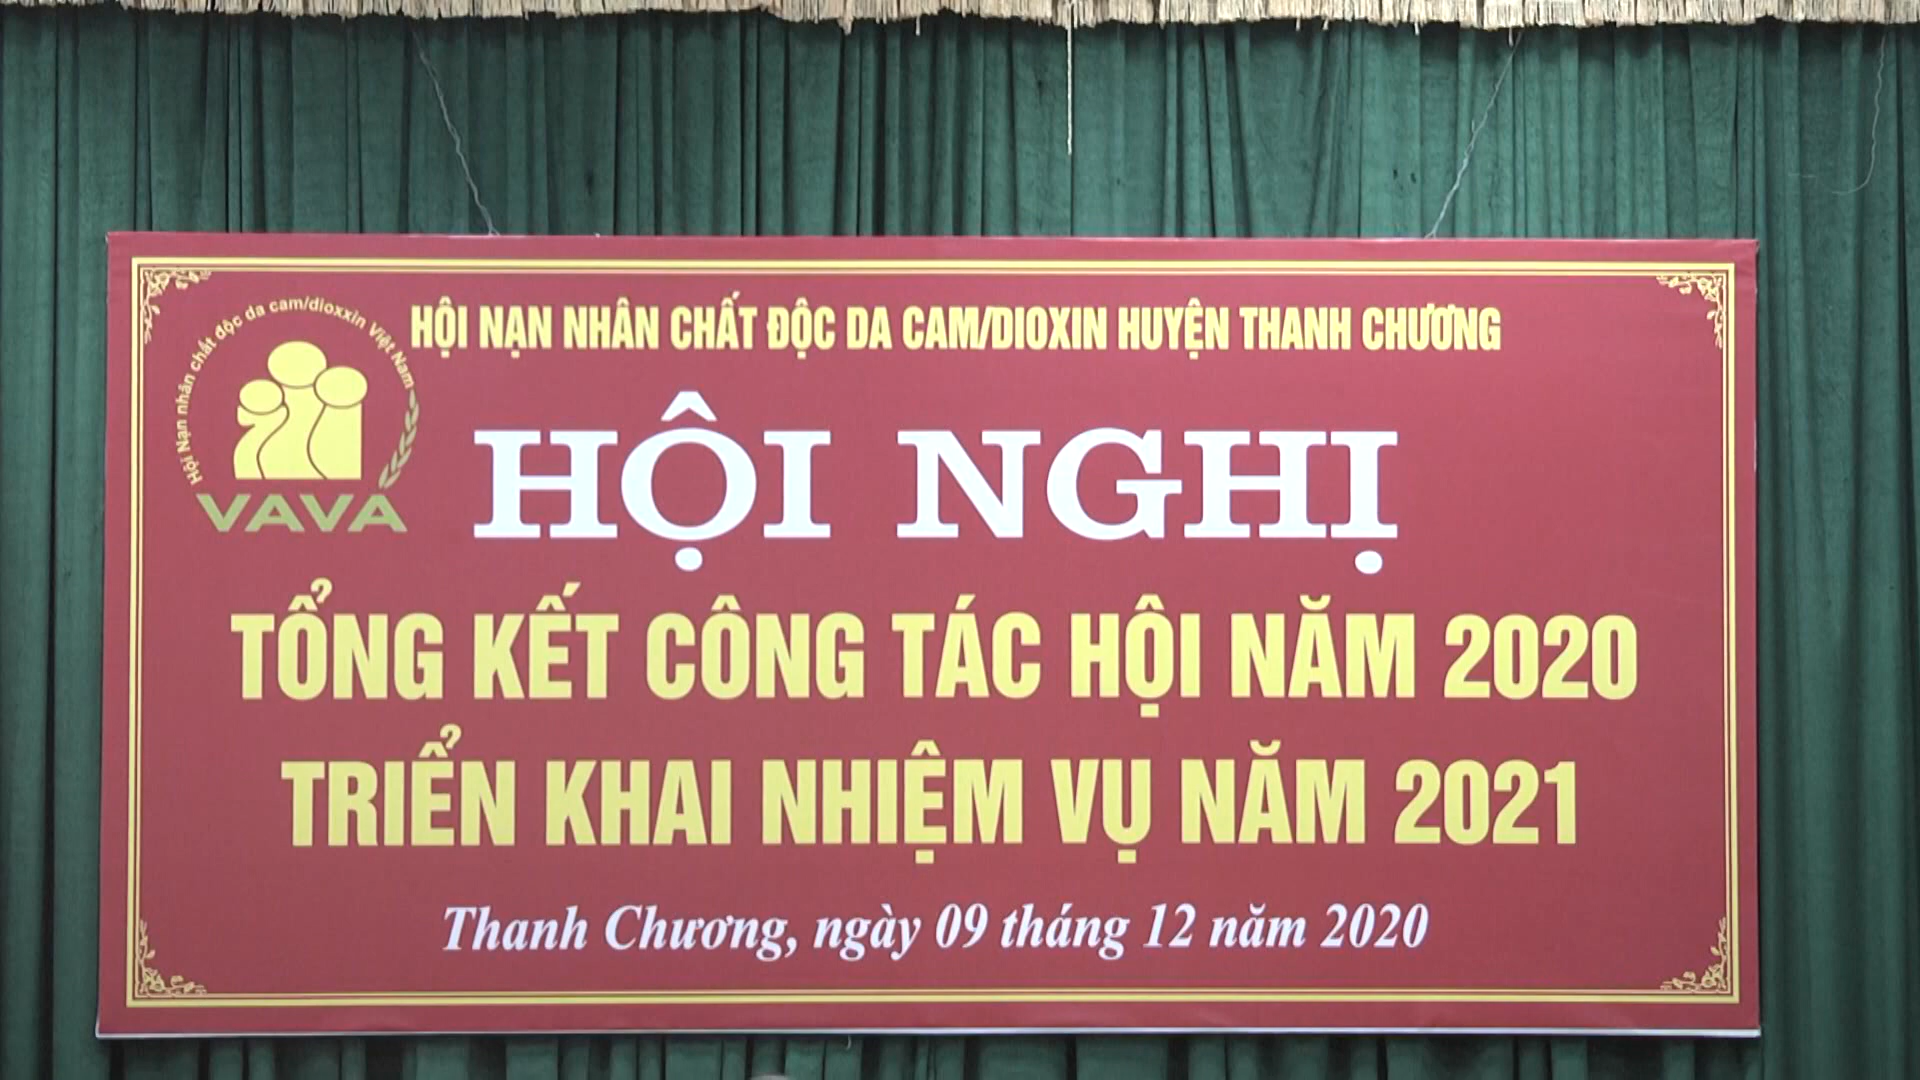 Hội Nạn nhân chất độc da cam/dioxxin Việt Nam
VAVA
HỘI NẠN NHÂN CHẤT ĐỘC DA CAM/DIOXIN HUYỆN THANH CHƯƠNG
HỘI NGHỊ
TỔNG KẾT CÔNG TÁC HỘI NĂM 2020
TRIỂN KHAI NHIỆM VỤ NĂM 2021
Thanh Chương, ngày 09 tháng 12 năm 2020